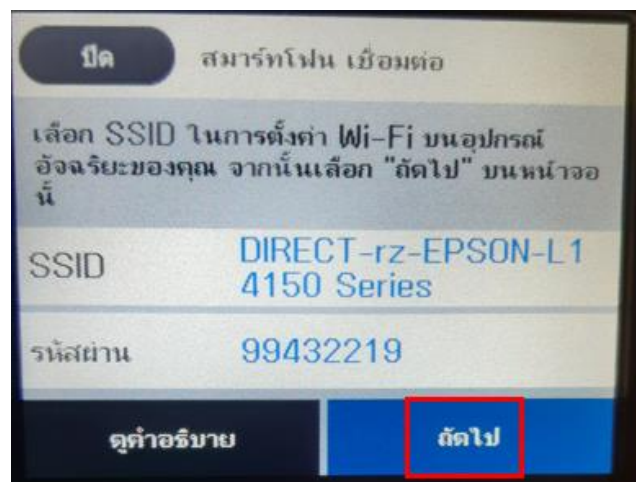 ปิด
สมาร์ทโฟน เชื่อมต่อ
เลือก SSID ในการตั้งค่า Wi-Fi บนอุปกรณ์
อัจฉริยะของคุณ จากนั้นเลือก "ถัดไป" บนหน้าจอ
นี้
SSID
DIRECT-rz-EPSON-L1
4150 Series
รหัสผ่าน
99432219
ดูคำอธิบาย
ถัดไป